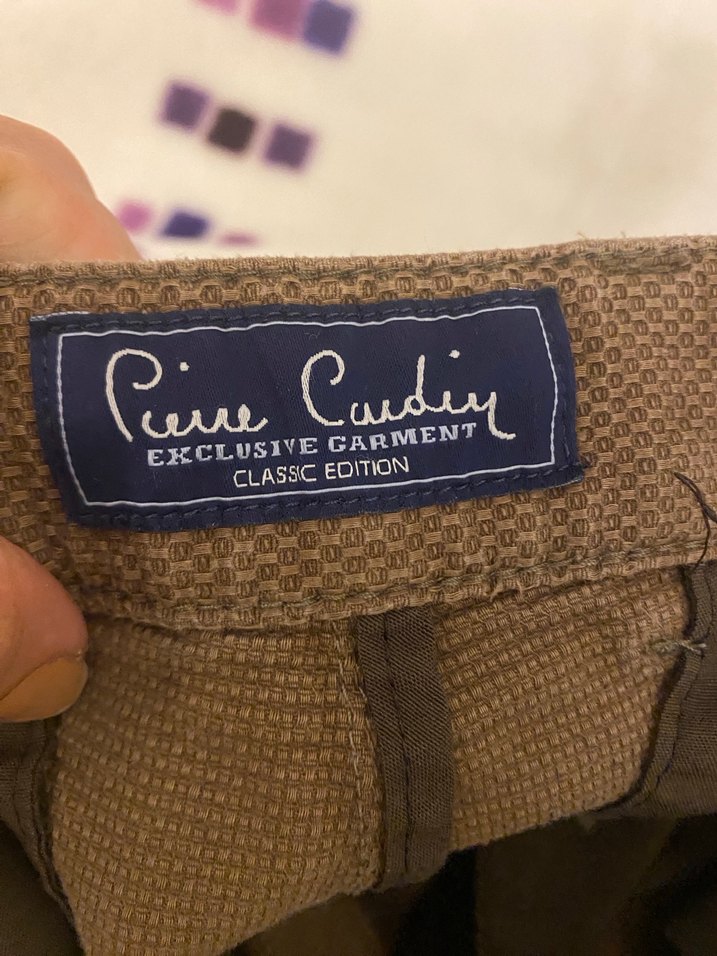 Pierre Cardin
EXCLUSIVE GARMENT
CLASSIC EDITION